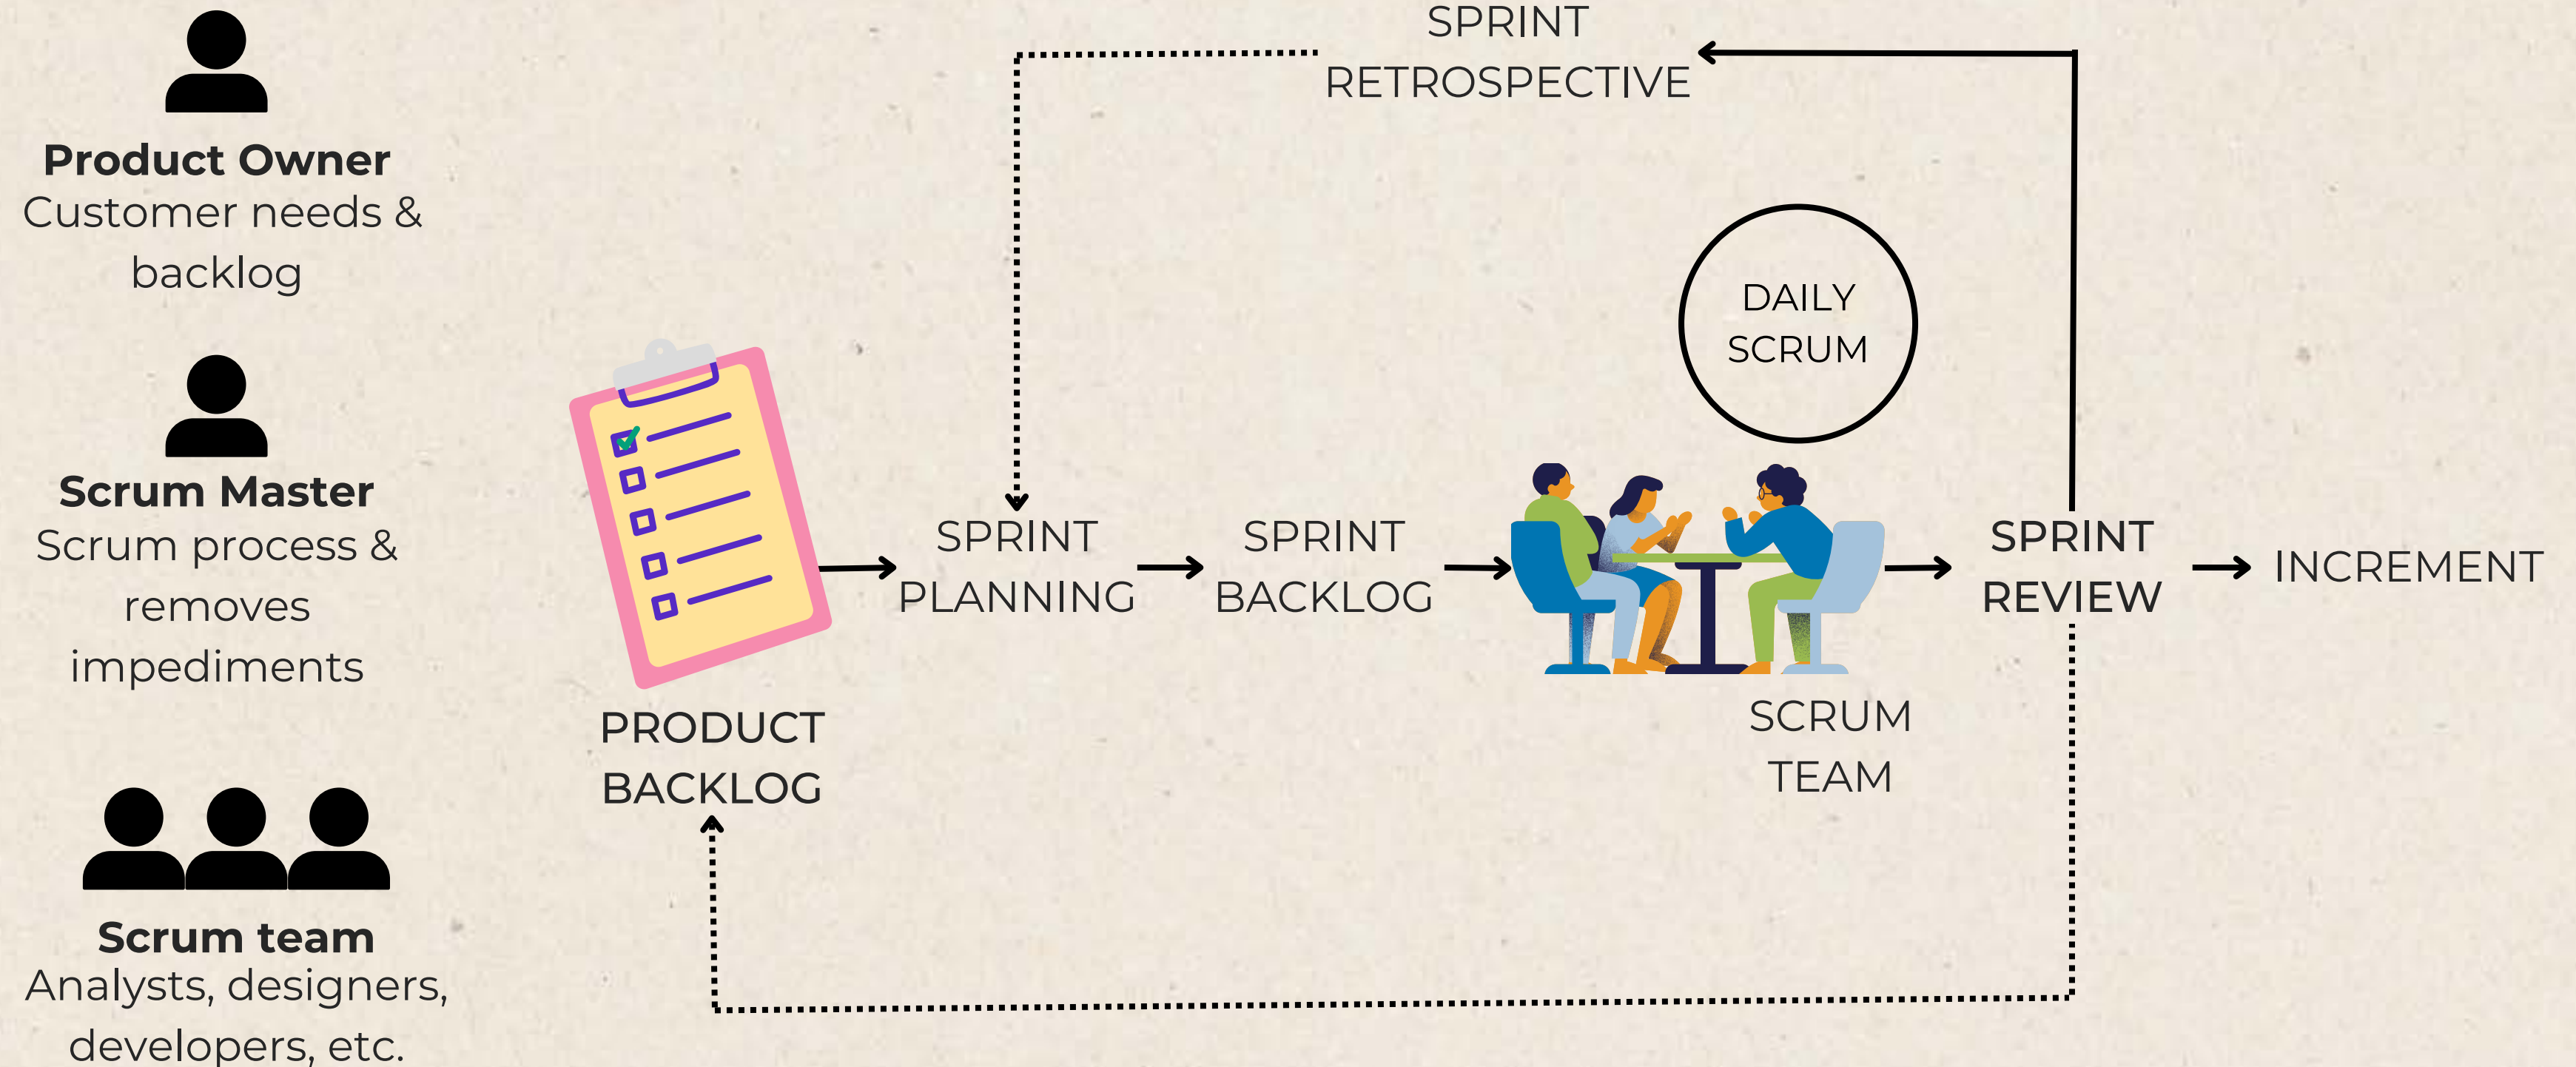 Product Owner
Customer needs &
backlog
Scrum Master
Scrum process &
removes
impediments
Scrum team
Analysts, designers,
developers, etc.
PRODUCT
BACKLOG
SPRINT
PLANNING
SPRINT
BACKLOG
DAILY
SCRUM
SCRUM
TEAM
SPRINT
REVIEW
INCREMENT
SPRINT
RETROSPECTIVE